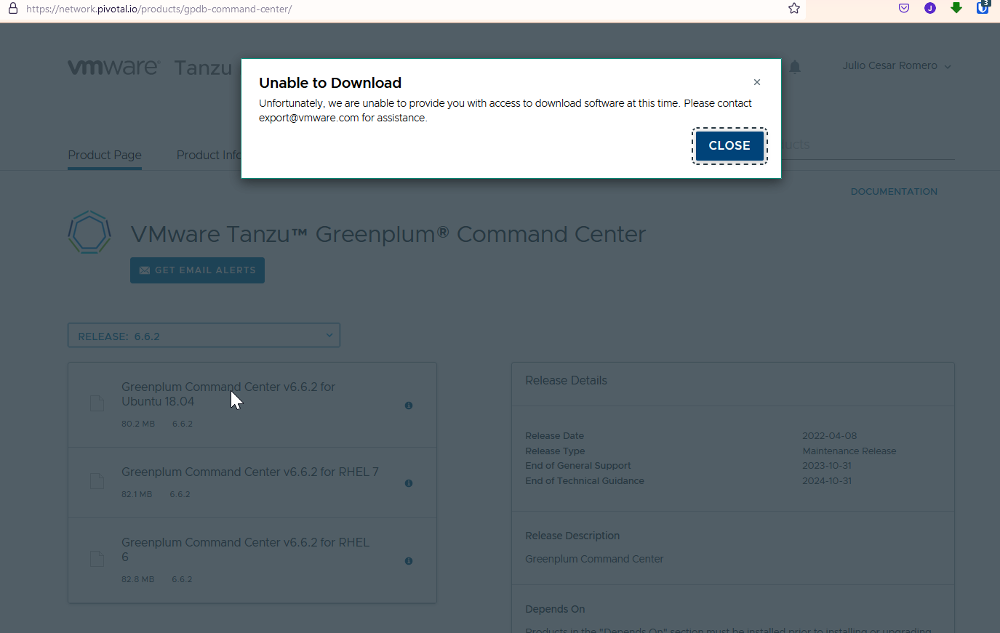 https://network.pivotal.io/products/gpdb-command-center/
J
3
vmware® Tanzu
Julio Cesar Romero
Unable to Download
Unfortunately, we are unable to provide you with access to download software at this time. Please contact
export@vmware.com for assistance.
CLOSE
Product Page
Product Info
DOCUMENTATION
VMware Tanzu™ Greenplum® Command Center
GET EMAIL ALERTS
RELEASE: 6.6.2
Greenplum Command Center v6.6.2 for
Ubuntu 18.04
80.2 MB 6.6.2
Greenplum Command Center v6.6.2 for RHEL 7
82.1 MB 6.6.2
Greenplum Command Center v6.6.2 for RHEL
6
82.8 MB 6.6.2
Release Details
Release Date 2022-04-08
Release Type Maintenance Release
End of General Support 2023-10-31
End of Technical Guidance 2024-10-31
Release Description
Greenplum Command Center
Depends On
Products in the "Depends On" section must be installed prior to installing or upgrading